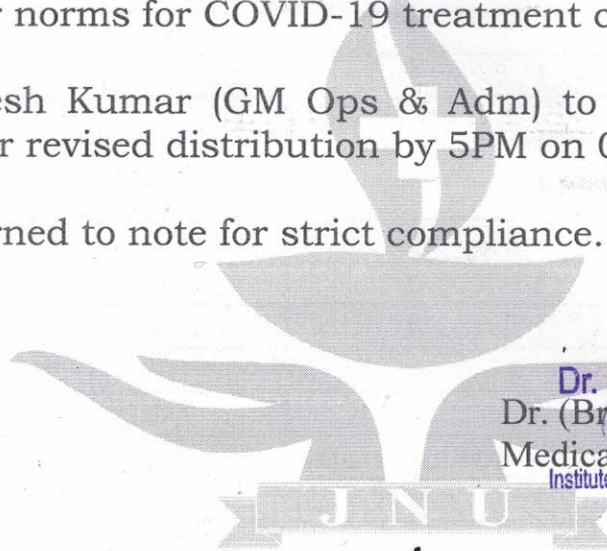 norms for COVID-19 treatment
esh Kumar (GM Ops & Adm) to
r revised distribution by 5PM on
rned to note for strict compliance.
Dr.
Dr. (Br
Medica
Institute
J N U